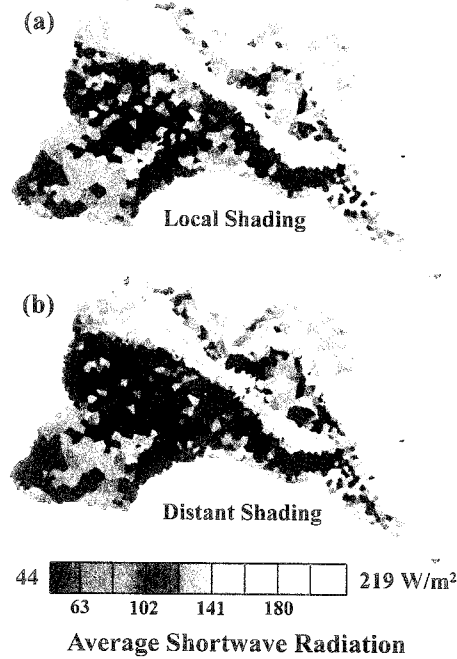 (a)
Local Shading
(b)
Distant Shading
44 219 W/m²
63 102 141 180
Average Shortwave Radiation